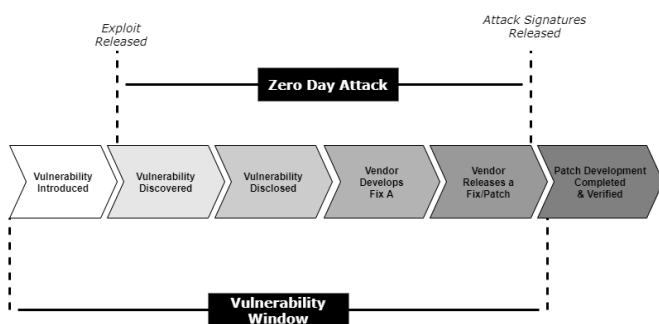 Exploit
Released
Attack Signatures
Released
Zero Day Attack
Vulnerability
Introduced
Vulnerability
Discovered
Vulnerability
Disclosed
Vendor
Develops
Fix A
Vendor
Releases a
Fix/Patch
Patch Development
Completed
& Verified
Vulnerability
Window